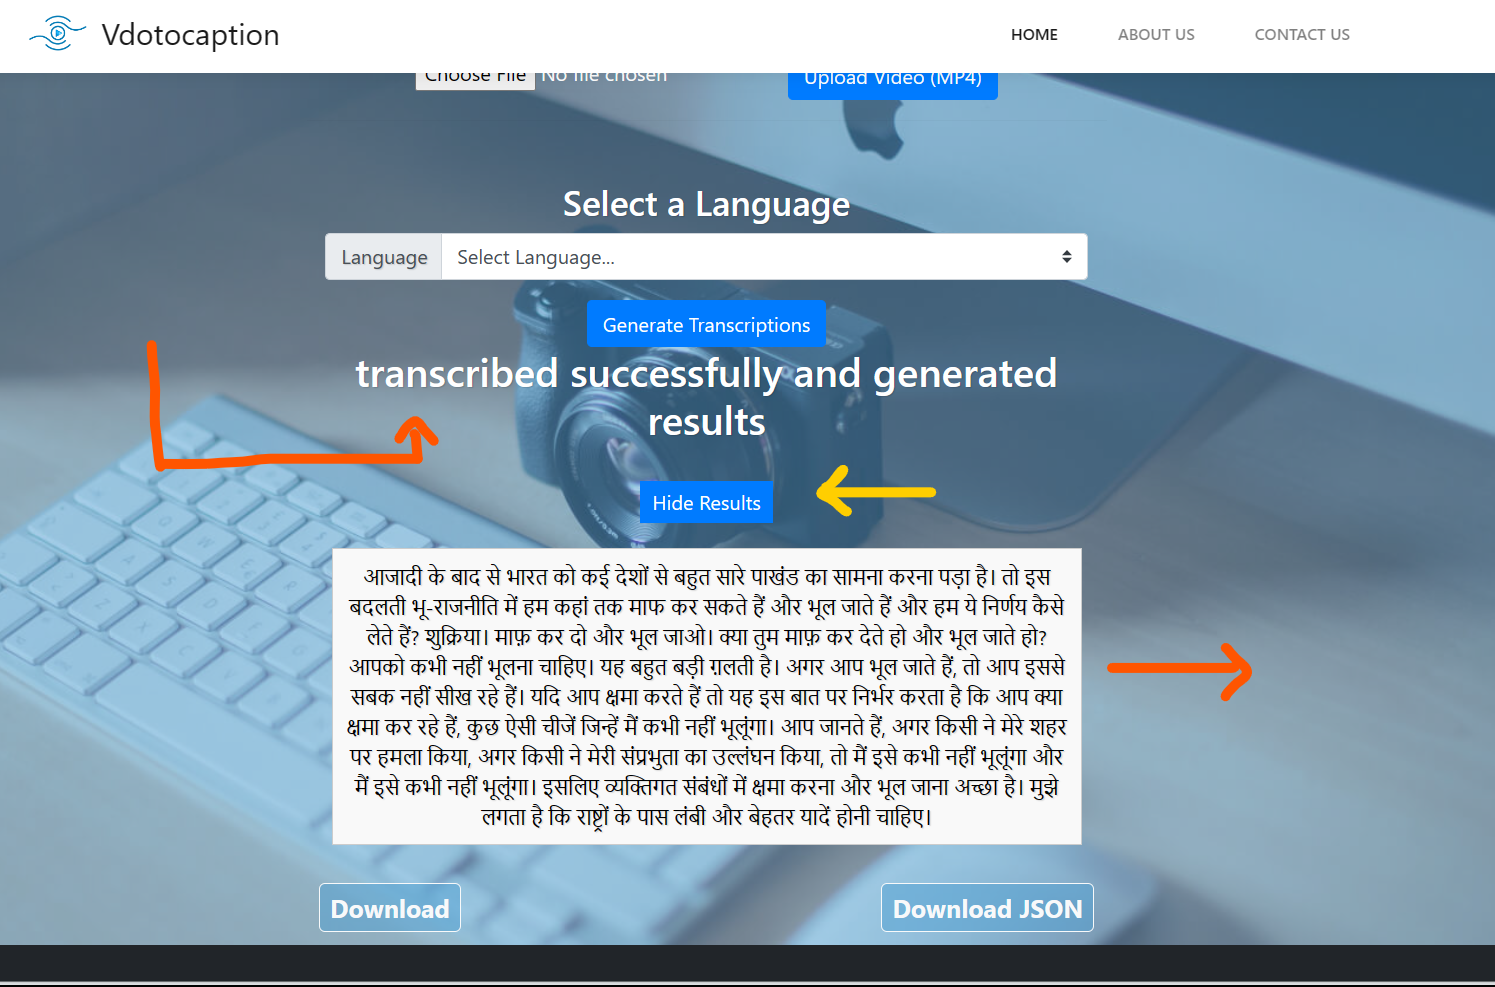 Vdotocaption
HOME ABOUT US CONTACT US
Choose File No file chosen
Upload Video (MP4)
Select a Language
Language Select Language...
Generate Transcriptions
transcribed successfully and generated
results
Hide Results
आजादी के बाद से भारत को कई देशों से बहुत सारे पाखंड का सामना करना पड़ा है। तो इस
बदलती भू-राजनीति में हम कहां तक माफ कर सकते हैं और भूल जाते हैं और हम ये निर्णय कैसे
लेते हैं? शुक्रिया। माफ़ कर दो और भूल जाओ। क्या तुम माफ़ कर देते हो और भूल जाते हो?
आपको कभी नहीं भूलना चाहिए। यह बहुत बड़ी ग़लती है। अगर आप भूल जाते हैं, तो आप इससे
सबक नहीं सीख रहे हैं। यदि आप क्षमा करते हैं तो यह इस बात पर निर्भर करता है कि आप क्या
क्षमा कर रहे हैं, कुछ ऐसी चीजें जिन्हें मैं कभी नहीं भूलूंगा। आप जानते हैं, अगर किसी ने मेरे शहर
पर हमला किया, अगर किसी ने मेरी संप्रभुता का उल्लंघन किया, तो मैं इसे कभी नहीं भूलूंगा और
मैं इसे कभी नहीं भूलूंगा। इसलिए व्यक्तिगत संबंधों में क्षमा करना और भूल जाना अच्छा है। मुझे
लगता है कि राष्ट्रों के पास लंबी और बेहतर यादें होनी चाहिए।
Download
Download JSON